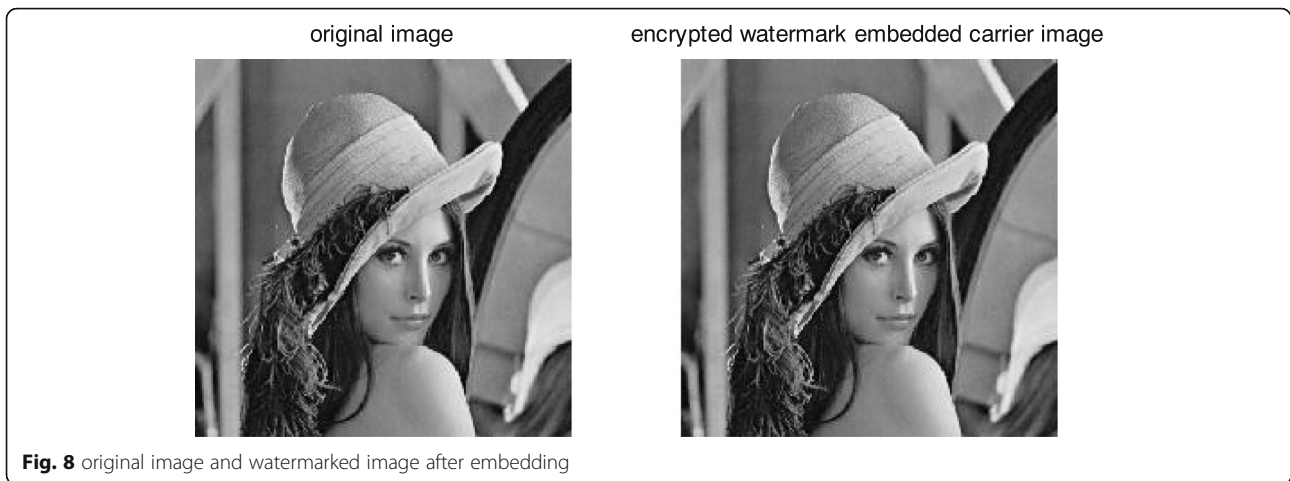 original image
encrypted watermark embedded carrier image
Fig. 8 original image and watermarked image after embedding